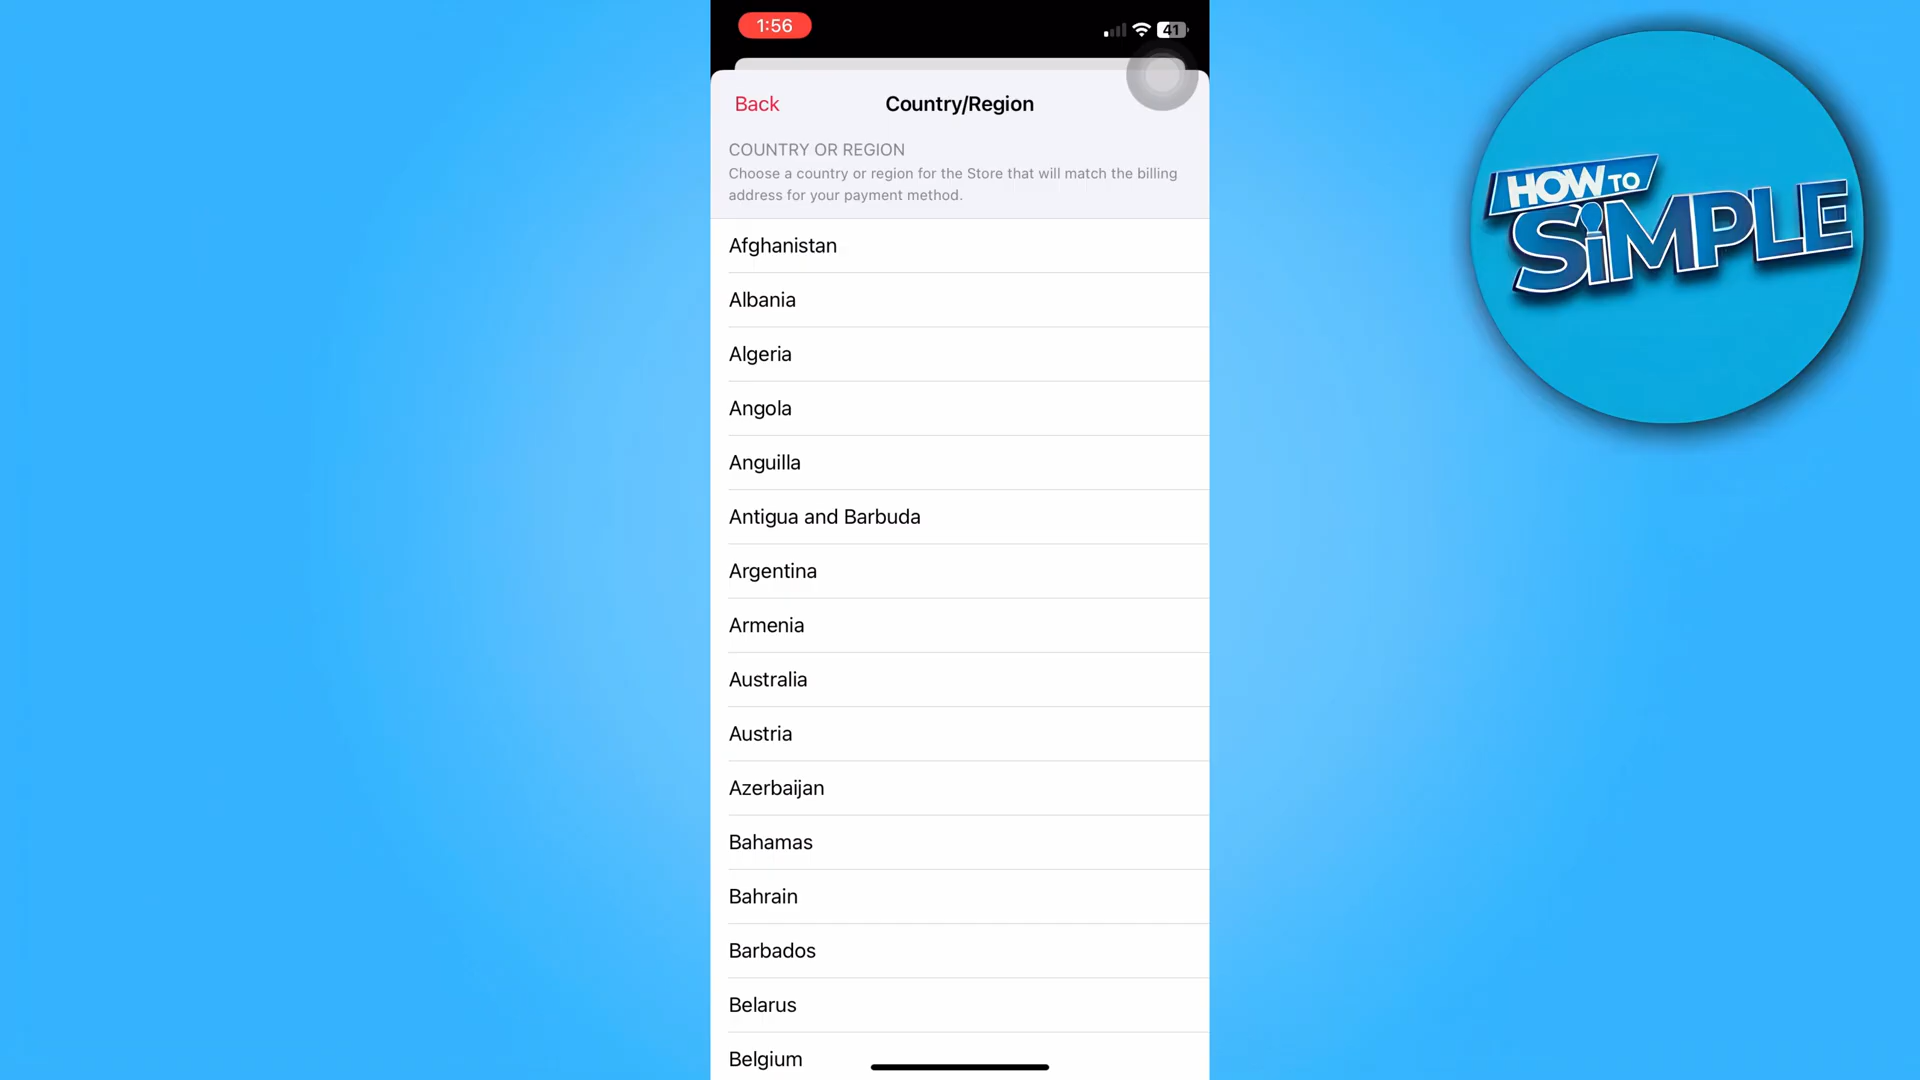 1:56
41
Back
Country/Region
COUNTRY OR REGION
Choose a country or region for the Store that will match the billing
address for your payment method.
Afghanistan
Albania
Algeria
Angola
Anguilla
Antigua and Barbuda
Argentina
Armenia
Australia
Austria
Azerbaijan
Bahamas
Bahrain
Barbados
Belarus
Belgium
HOW TO
SiMPLE